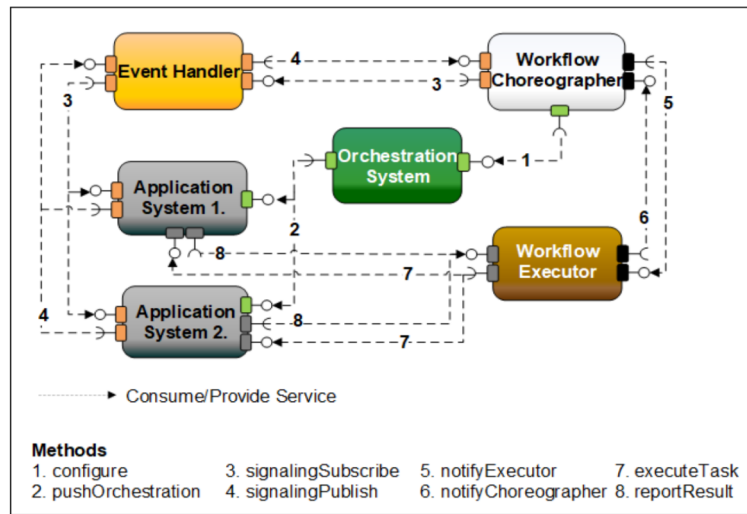 4
Event Handler
Workflow
Choreographer
3
3
5
Orchestration
System
1
Application
System 1.
2
6
8
Workflow
Executor
7
Application
System 2.
4
8
7
Consume/Provide Service
Methods
1. configure
3. signalingSubscribe
5. notifyExecutor
7. executeTask
2. pushOrchestration
4. signalingPublish
6. notifyChoreographer
8. reportResult